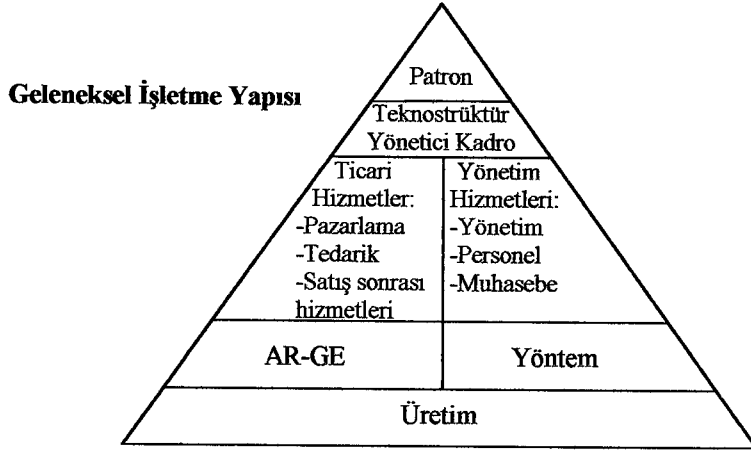 Geleneksel İşletme Yapısı
Patron
Teknostrüktür
Yönetici Kadro
Ticari
Hizmetler:
-Pazarlama
-Tedarik
-Satış sonrası
hizmetleri
Yönetim
Hizmetleri:
-Yönetim
-Personel
-Muhasebe
AR-GE
Yöntem
Üretim